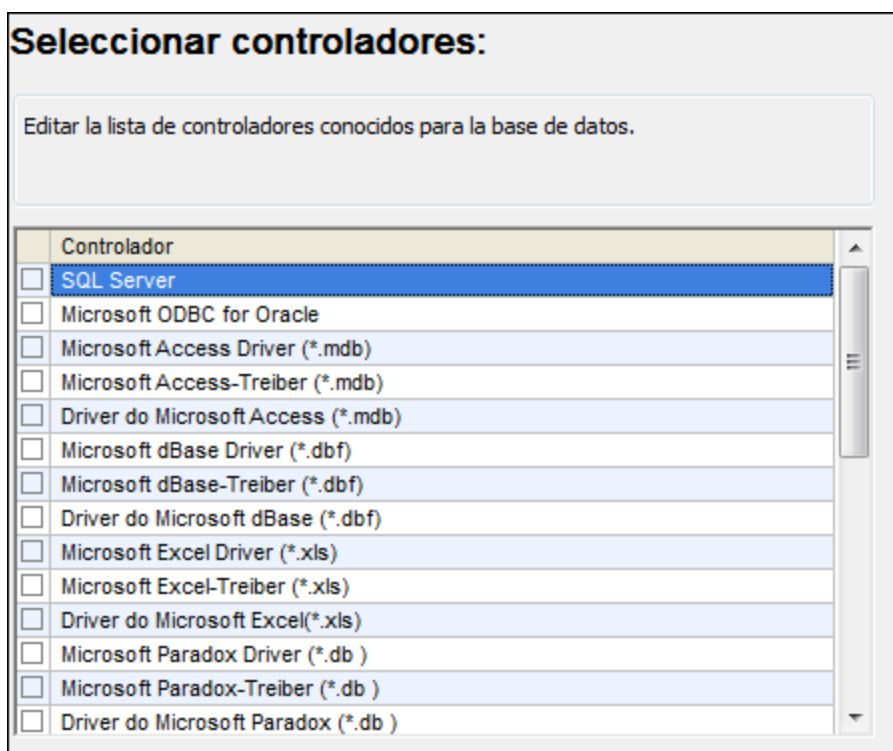 Seleccionar controladores:
Editar la lista de controladores conocidos para la base de datos.
Controlador
SQL Server
Microsoft ODBC for Oracle
Microsoft Access Driver (*.mdb)
Microsoft Access-Treiber (*.mdb)
Driver do Microsoft Access (*.mdb)
Microsoft dBase Driver (*.dbf)
Microsoft dBase-Treiber (*.dbf)
Driver do Microsoft dBase (*.dbf)
Microsoft Excel Driver (*.xls)
Microsoft Excel-Treiber (*.xls)
Driver do Microsoft Excel(*.xls)
Microsoft Paradox Driver (*.db )
Microsoft Paradox-Treiber (*.db )
Driver do Microsoft Paradox (*.db )